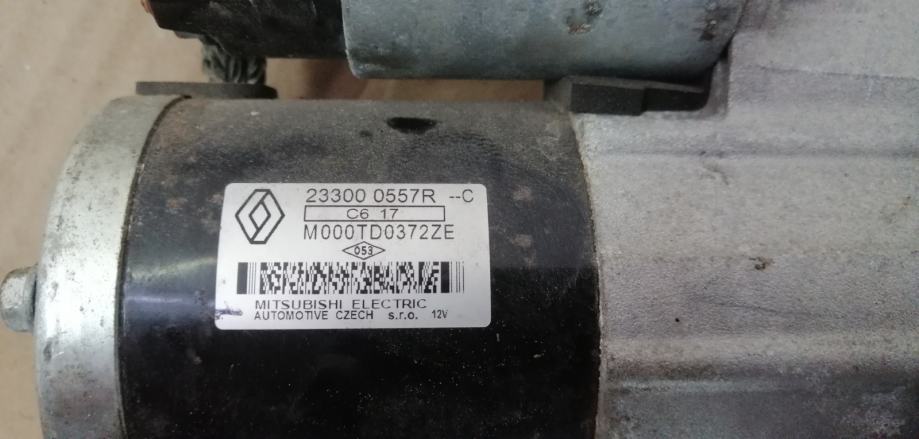 23300 0557R --C
C6 17
M000TD0372ZE
053
MITSUBISHI ELECTRIC
AUTOMOTIVE CZECH s.r.o. 12V